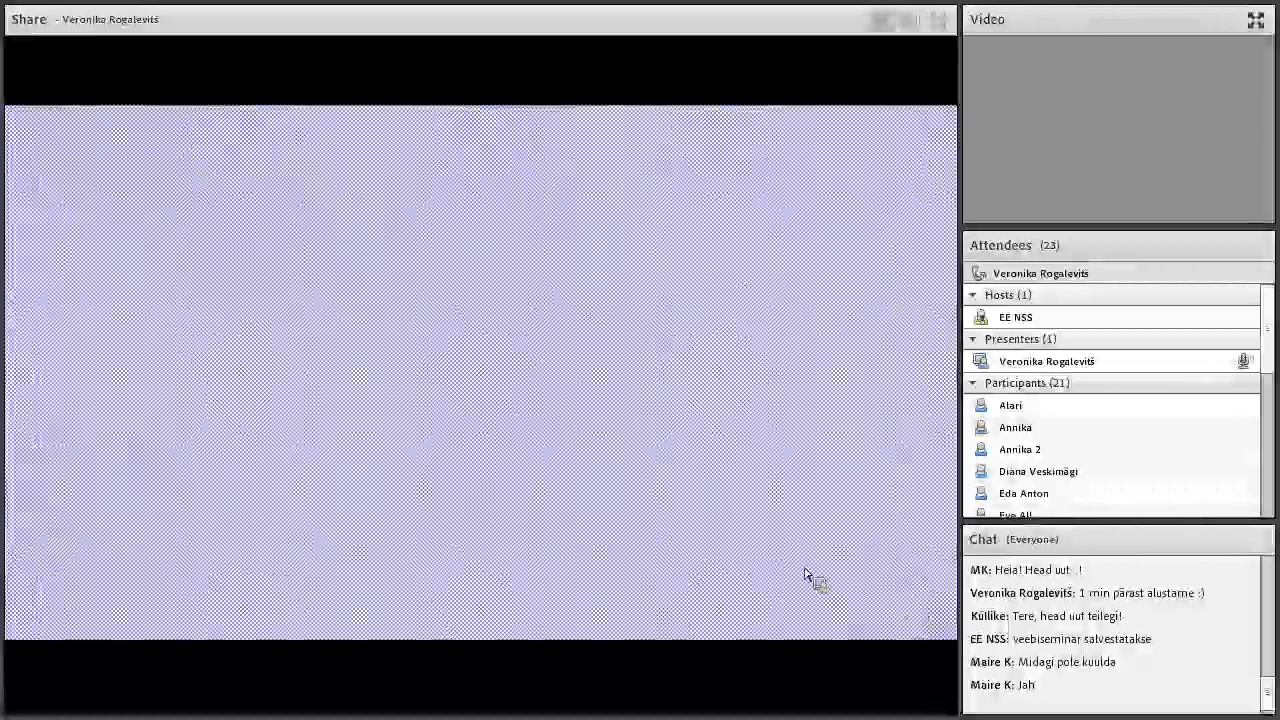 Share - Veronika Rogalevitš
Video
Attendees (23)
Veronika Rogalevitš
Hosts (1)
EE NSS
Presenters (1)
Veronika Rogalevitš
Participants (21)
Alari
Annika
Annika 2
Diana Veskimägi
Eda Anton
Chat (Everyone)
MK: Heia! Head uut..!
Veronika Rogalevitš: 1 min pärast alustame :)
Küllike: Tere, head uut teilegi!
EE NSS: veebiseminar salvestatakse
Maire K: Midagi pole kuulda
Maire K: Jah